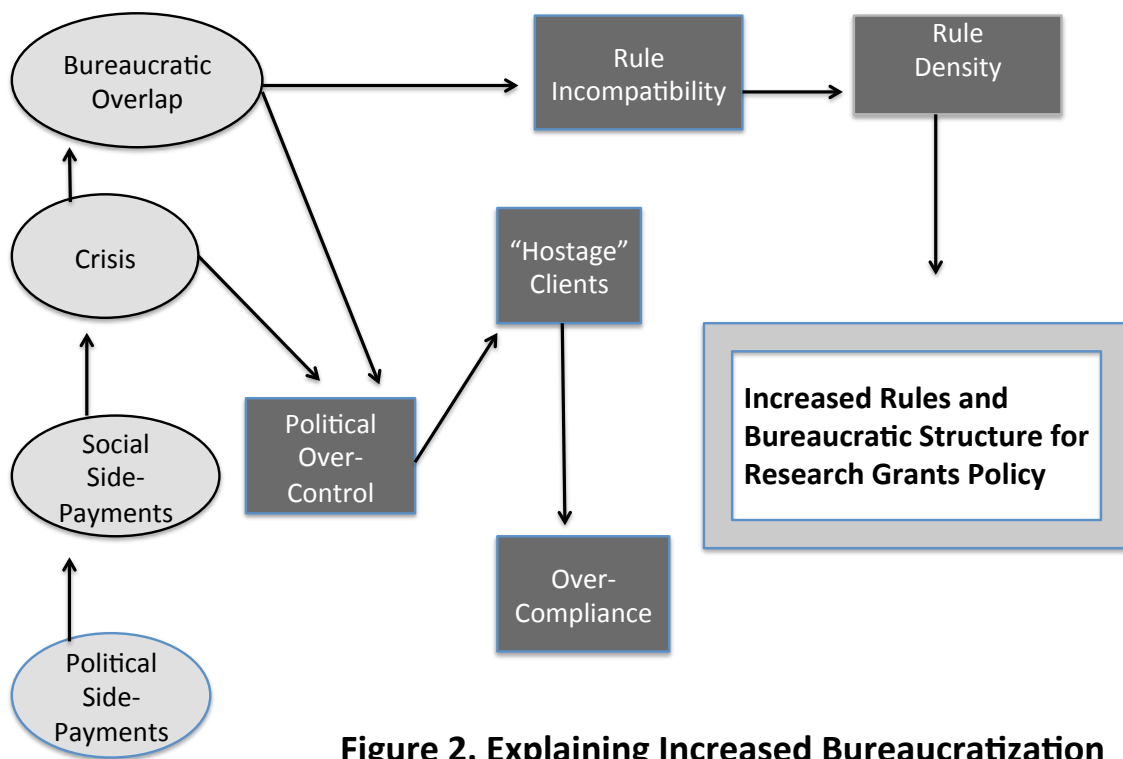 Bureaucratic
Overlap
Rule
Incompatibility
Rule
Density
Crisis
“Hostage”
Clients
Political
Over-
Control
Social
Side-
Payments
Increased Rules and
Bureaucratic Structure for
Research Grants Policy
Over-
Compliance
Political
Side-
Payments
Figure 2. Explaining Increased Bureaucratization